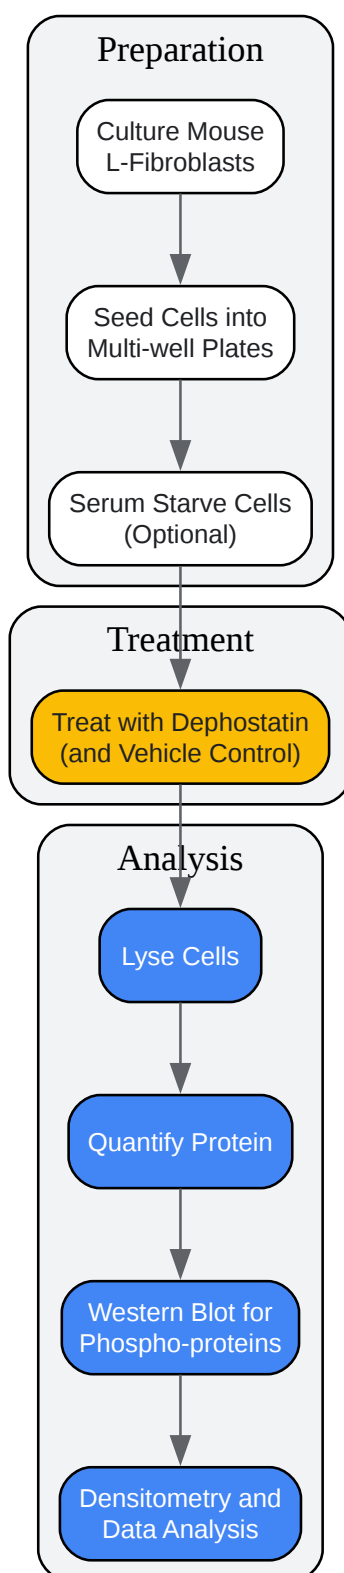 Preparation
Culture Mouse
L-Fibroblasts
Seed Cells into
Multi-well Plates
Serum Starve Cells
(Optional)
Treatment
Treat with Dephostatin
(and Vehicle Control)
Analysis
Lyse Cells
Quantify Protein
Western Blot for
Phospho-proteins
Densitometry and
Data Analysis